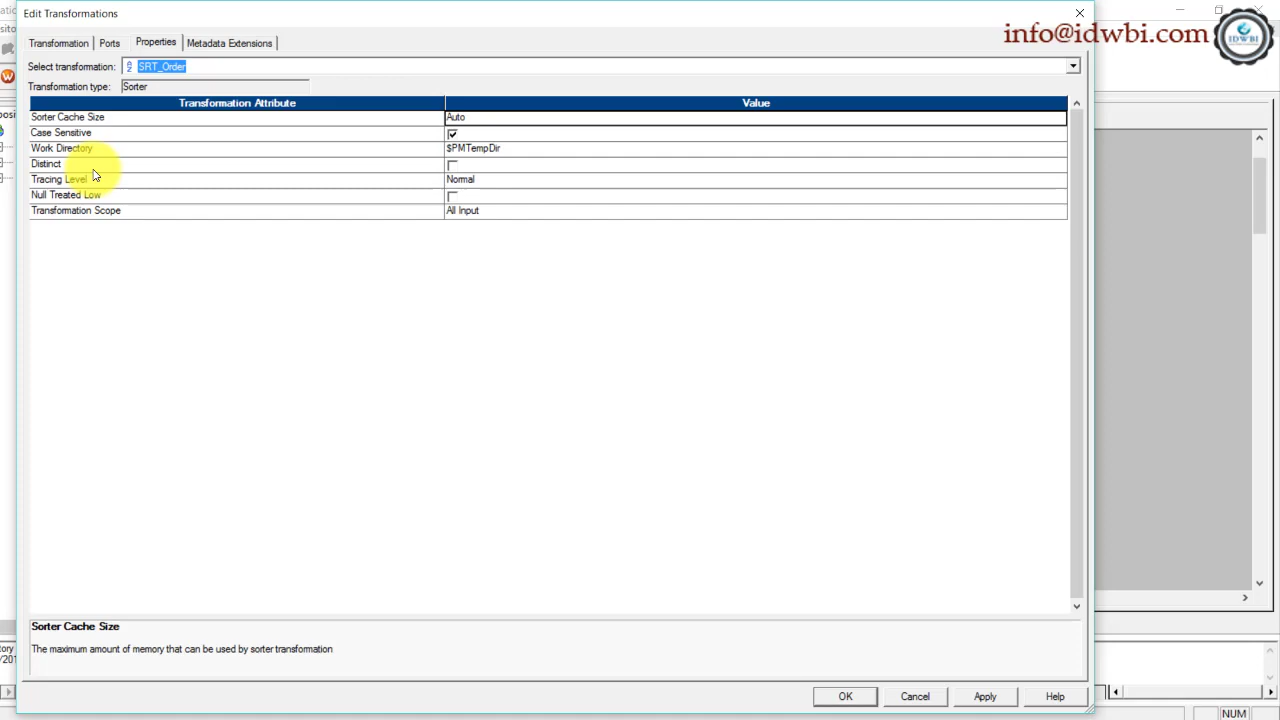 Edit Transformations
info@idwbi.com
IDWBI
Transformation Ports Properties Metadata Extensions
Select transformation: SRT_Order
Transformation type: Sorter
Transformation Attribute Value
Sorter Cache Size Auto
Case Sensitive
Work Directory $PMTempDir
Distinct
Tracing Level Normal
Null Treated Low
Transformation Scope All Input
Sorter Cache Size
The maximum amount of memory that can be used by sorter transformation
OK Cancel Apply Help
NUM